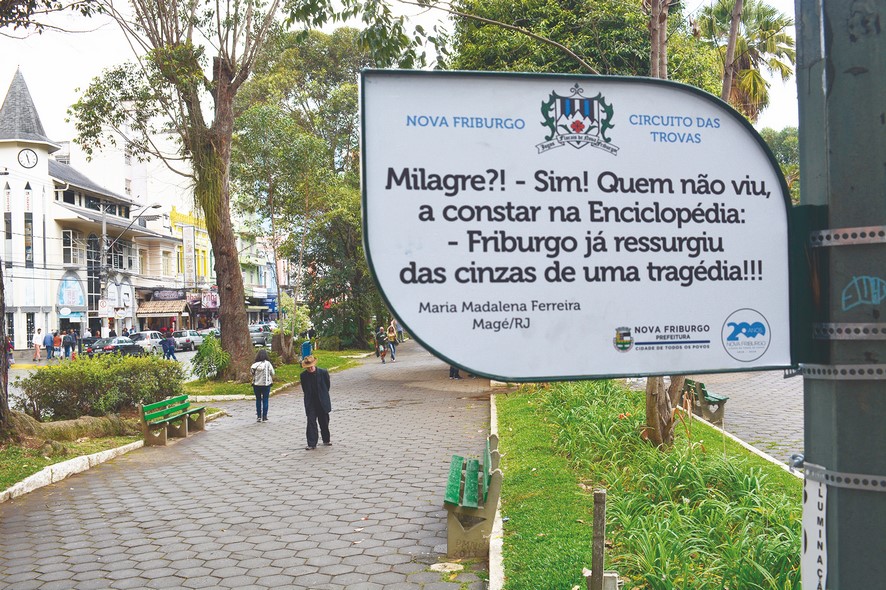 NOVA FRIBURGO
CIRCUITO DAS
TROVAS
Milagre?! - Sim! Quem não viu,
a constar na Enciclopédia:
- Friburgo já ressurgiu
das cinzas de uma tragédia!!!
Maria Madalena Ferreira
Magé/RJ
NOVA FRIBURGO
PREFEITURA
CIDADE DE TODOS OS POVOS
200
NOVA FRIBURGO
ILUMINAÇÃ